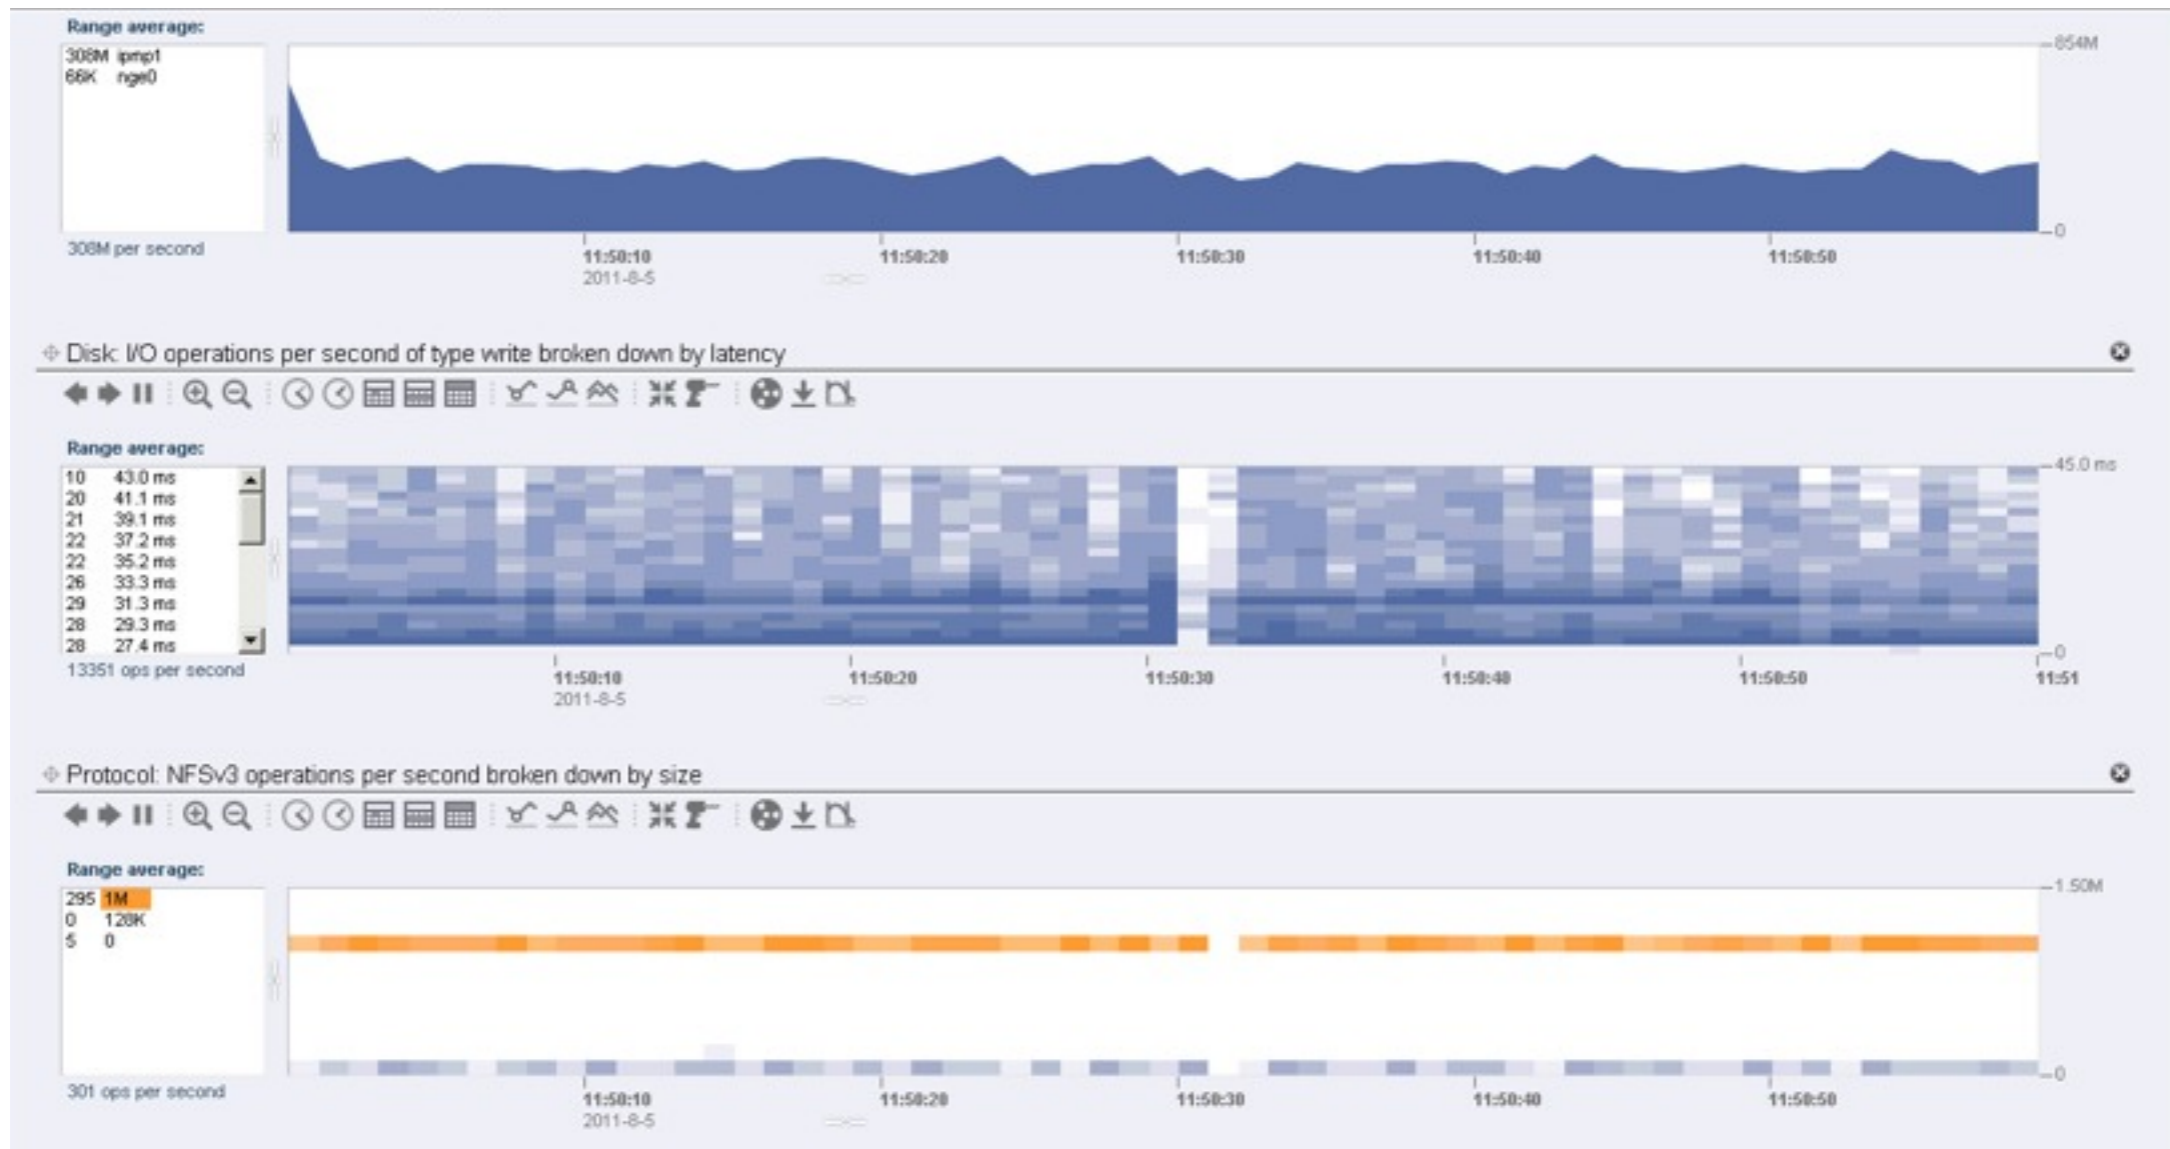 Range average:
308M ipmp1
66K nge0
308M per second
854M
0
11:50:10
2011-8-5
11:50:20
11:50:30
11:50:40
11:50:50
Disk: I/O operations per second of type write broken down by latency
Range average:
10 43.0 ms
20 41.1 ms
21 39.1 ms
22 37.2 ms
22 35.2 ms
26 33.3 ms
29 31.3 ms
28 29.3 ms
28 27.4 ms
13351 ops per second
45.0 ms
0
11:50:10
2011-8-5
11:50:20
11:50:30
11:50:40
11:50:50
11:51
Protocol: NFSv3 operations per second broken down by size
Range average:
295 1M
0 128K
5 0
301 ops per second
1.50M
0
11:50:10
2011-8-5
11:50:20
11:50:30
11:50:40
11:50:50